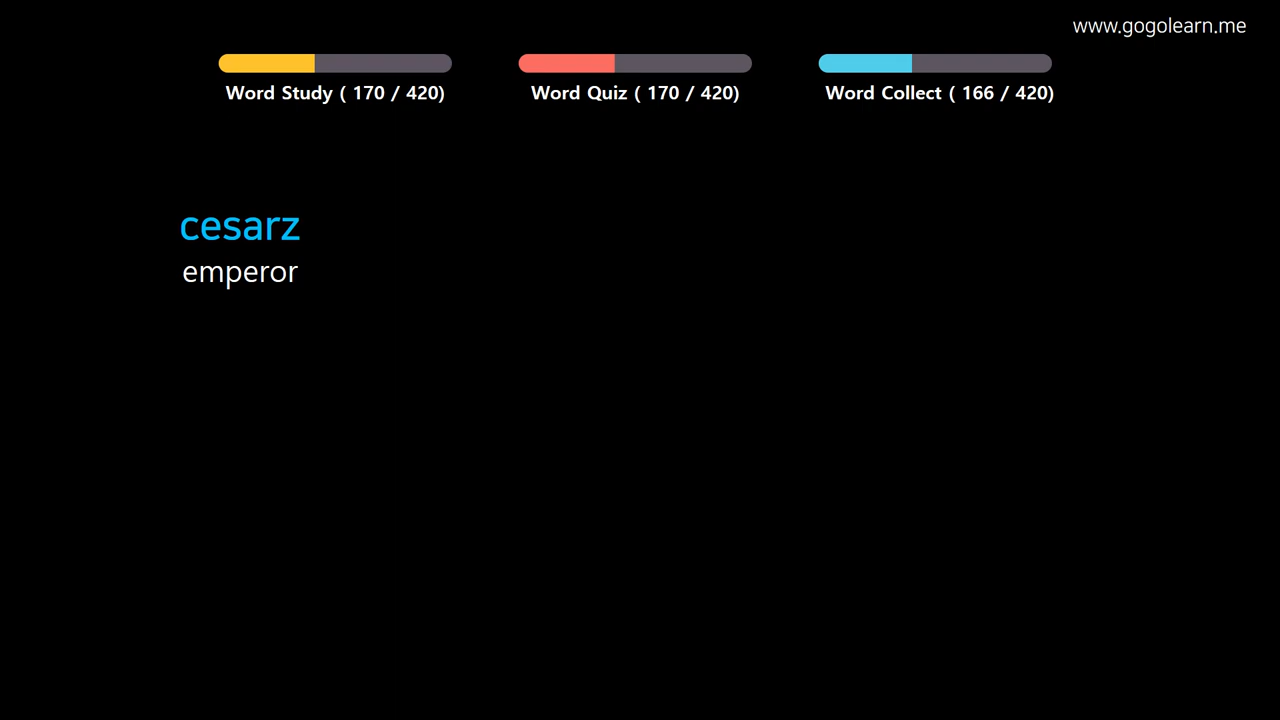 www.gogolearn.me
Word Study ( 170 / 420)
Word Quiz ( 170 / 420)
Word Collect ( 166 / 420)
cesarz
emperor